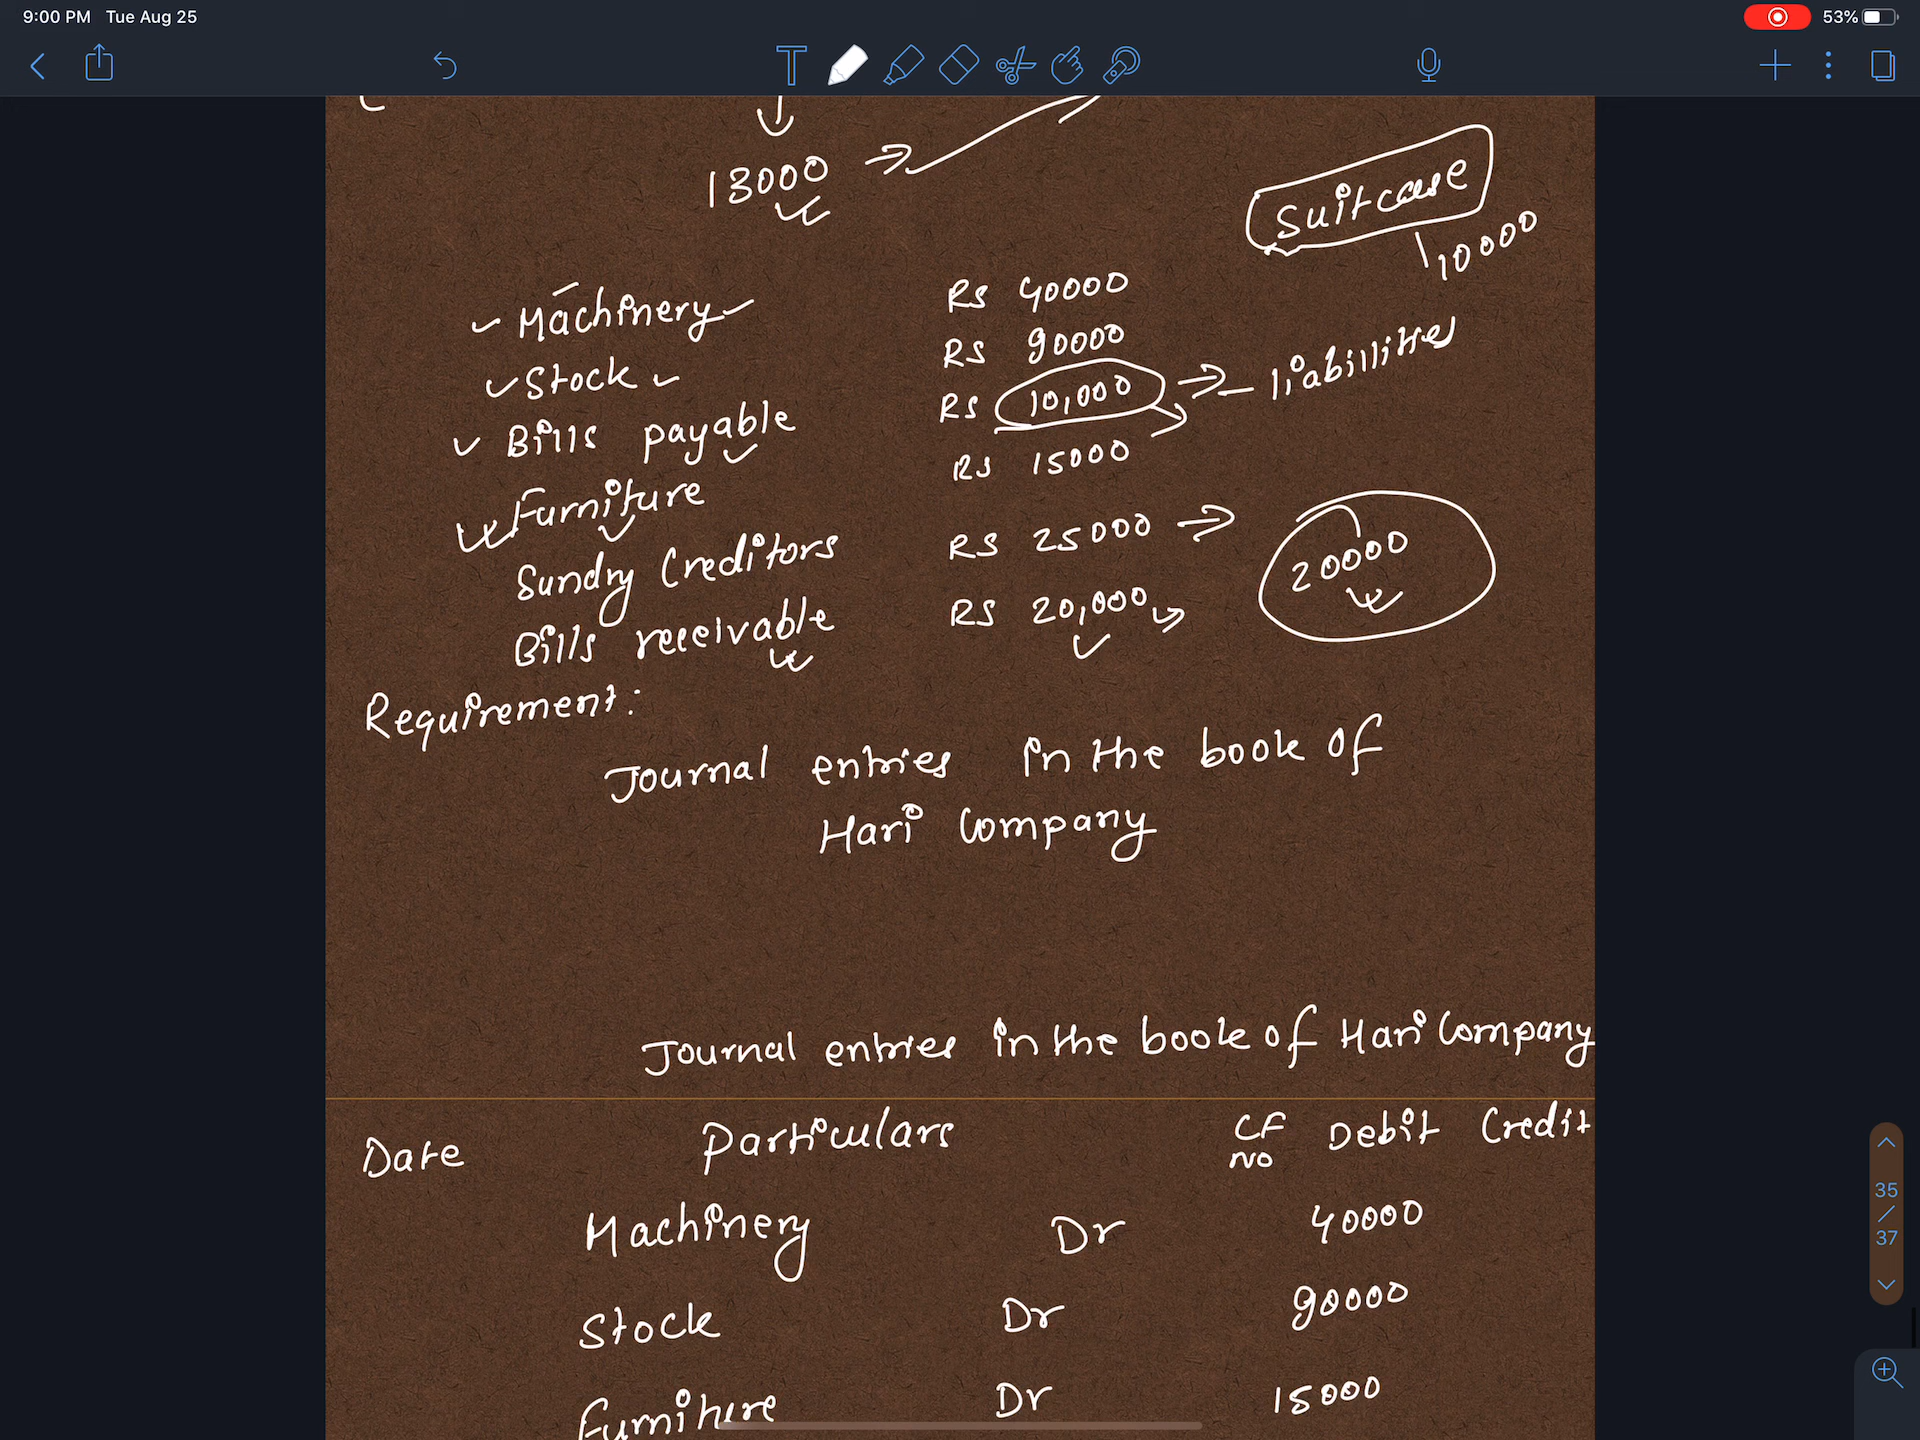 9:00 PM Tue Aug 25
53%
13000
Suitcase
10000
Machinery Rs 40000
Stock Rs 90000
Bills payable Rs 10,000 liabillities
Furniture Rs 15000
Sundry Creditors Rs 25000 20000
Bills receivable Rs 20,000
Requirement:
Journal entries in the book of
Hari Company
Journal entries in the book of Hari Company
Date Particulars CF NO Debit Credit
Machinery Dr 40000
Stock Dr 90000
Furniture Dr 15000
35
/
37